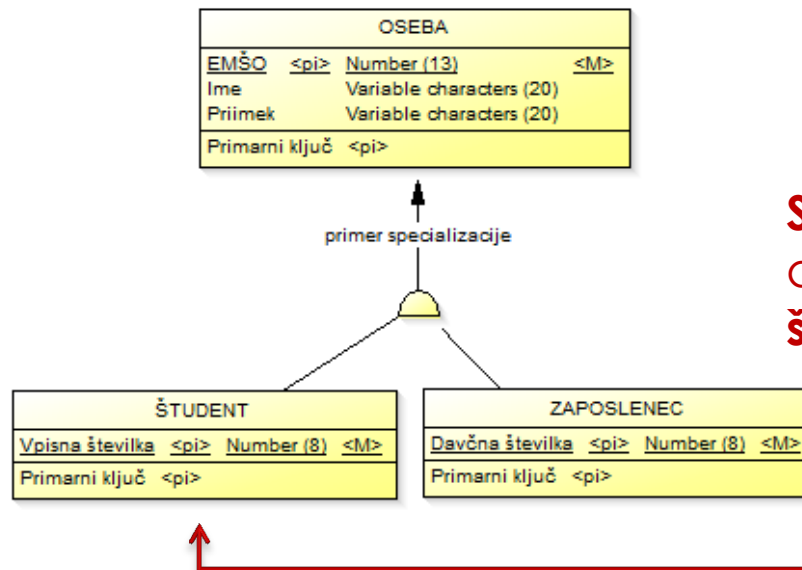 OSEBA
EMŠO <pi> Number (13) <M>
Ime Variable characters (20)
Priimek Variable characters (20)
Primarni ključ <pi>
primer specializacije
ŠTUDENT
Vpisna številka <pi> Number (8) <M>
Primarni ključ <pi>
ZAPOSLENEC
Davčna številka <pi> Number (8) <M>
Primarni ključ <pi>